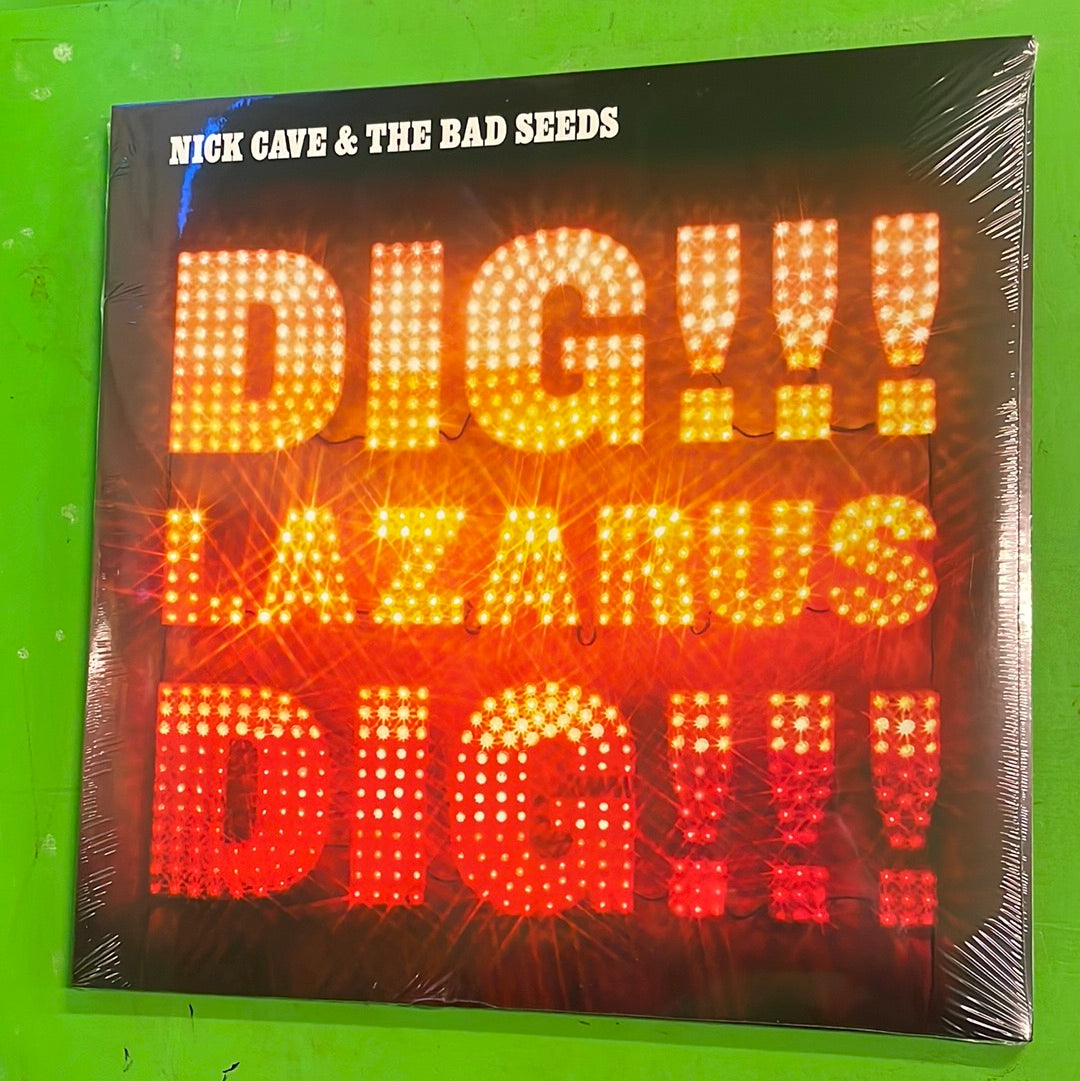 NICK CAVE & THE BAD SEEDS
DIG!!!
LAZARUS
DIG!!!